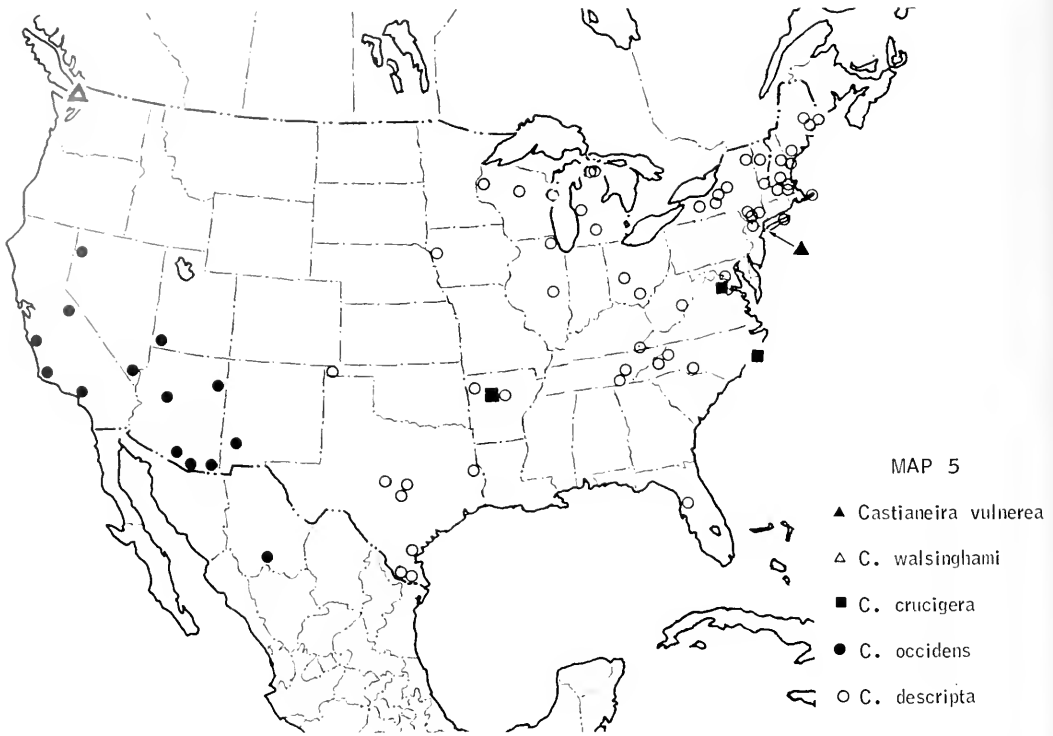 MAP 5
▲ Castianeira vulnerea
△ C. walsinghami
■ C. crucigera
● C. occidens
○ C. descripta